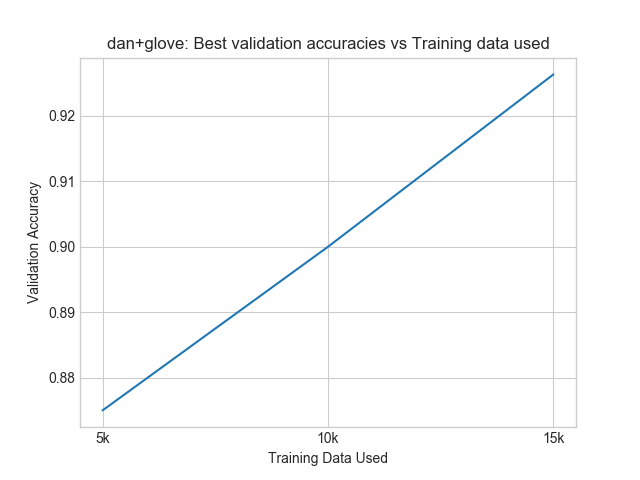 dan+glove: Best validation accuracies vs Training data used
0.92
0.91
0.90
0.89
0.88
Validation Accuracy
5k 10k 15k
Training Data Used